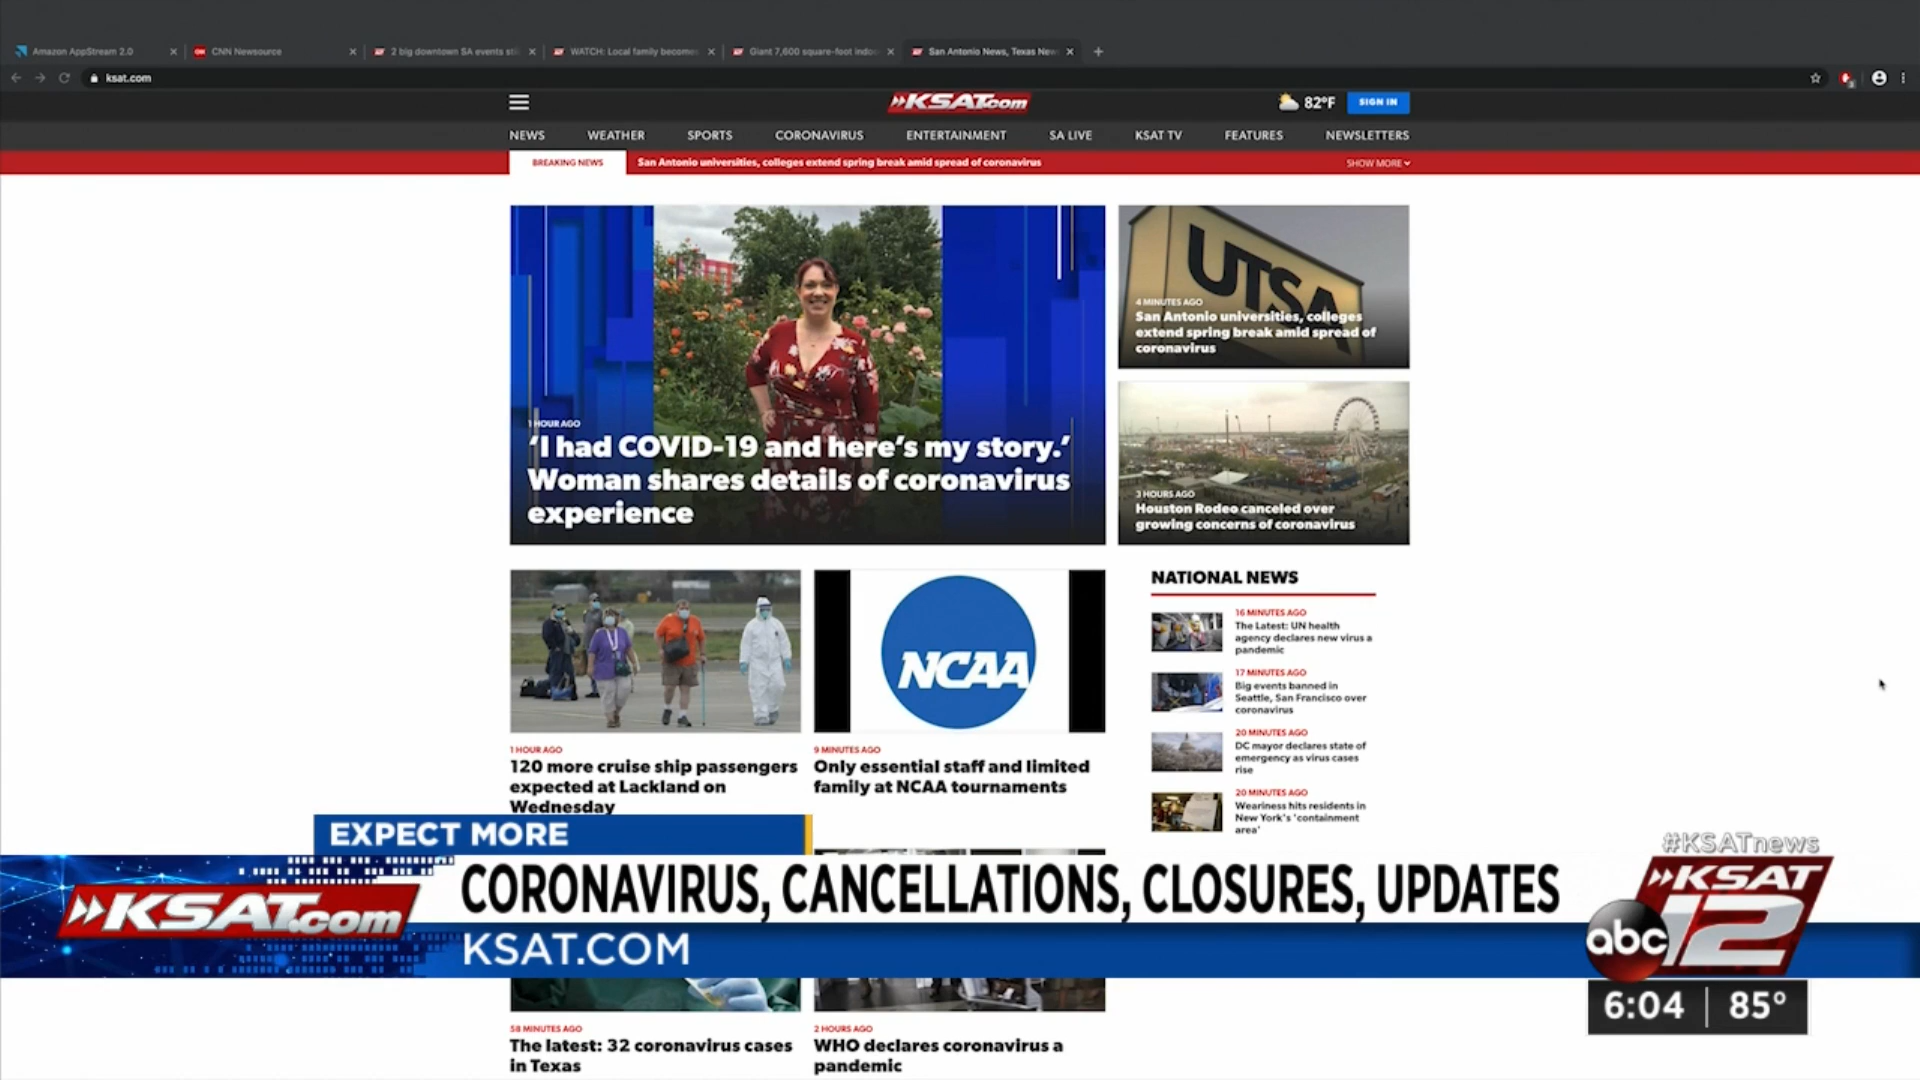 Amazon AppStream 2.0
CNN Newsource
2 big downtown SA events sti
WATCH: Local family become
Giant 7,600 square-foot indo
San Antonio News, Texas New
ksat.com
KSAT.com
82°F
SIGN IN
NEWS
WEATHER
SPORTS
CORONAVIRUS
ENTERTAINMENT
SA LIVE
KSAT TV
FEATURES
NEWSLETTERS
BREAKING NEWS
San Antonio universities, colleges extend spring break amid spread of coronavirus
SHOW MORE
1 HOUR AGO
‘I had COVID-19 and here’s my story.’
Woman shares details of coronavirus
experience
UTSA
4 MINUTES AGO
San Antonio universities, colleges
extend spring break amid spread of
coronavirus
3 HOURS AGO
Houston Rodeo canceled over
growing concerns of coronavirus
1 HOUR AGO
120 more cruise ship passengers
expected at Lackland on
Wednesday
NCAA
9 MINUTES AGO
Only essential staff and limited
family at NCAA tournaments
NATIONAL NEWS
16 MINUTES AGO
The Latest: UN health
agency declares new virus a
pandemic
17 MINUTES AGO
Big events banned in
Seattle, San Francisco over
coronavirus
20 MINUTES AGO
DC mayor declares state of
emergency as virus cases
rise
20 MINUTES AGO
Weariness hits residents in
New York's 'containment
area'
EXPECT MORE
KSAT.com
CORONAVIRUS, CANCELLATIONS, CLOSURES, UPDATES
KSAT.COM
#KSATnews
KSAT
abc 12
6:04 85°
58 MINUTES AGO
The latest: 32 coronavirus cases
in Texas
2 HOURS AGO
WHO declares coronavirus a
pandemic